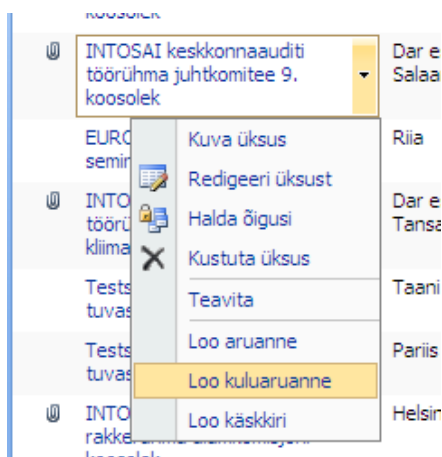 koosolek
INTOSAI keskkonnaauditi
töörühma juhtkomitee 9.
koosolek
Dar e
Salaa
EURO
semin
Kuva üksus
Riia
Redigeeri üksust
INTO
töörü
kliima
Halda õigusi
Dar e
Tansa
Kustuta üksus
Tests
tuvas
Teavita
Taani
Tests
tuvas
Loo aruanne
Pariis
Loo kuluaruanne
INTO
Loo käskkiri
Helsin